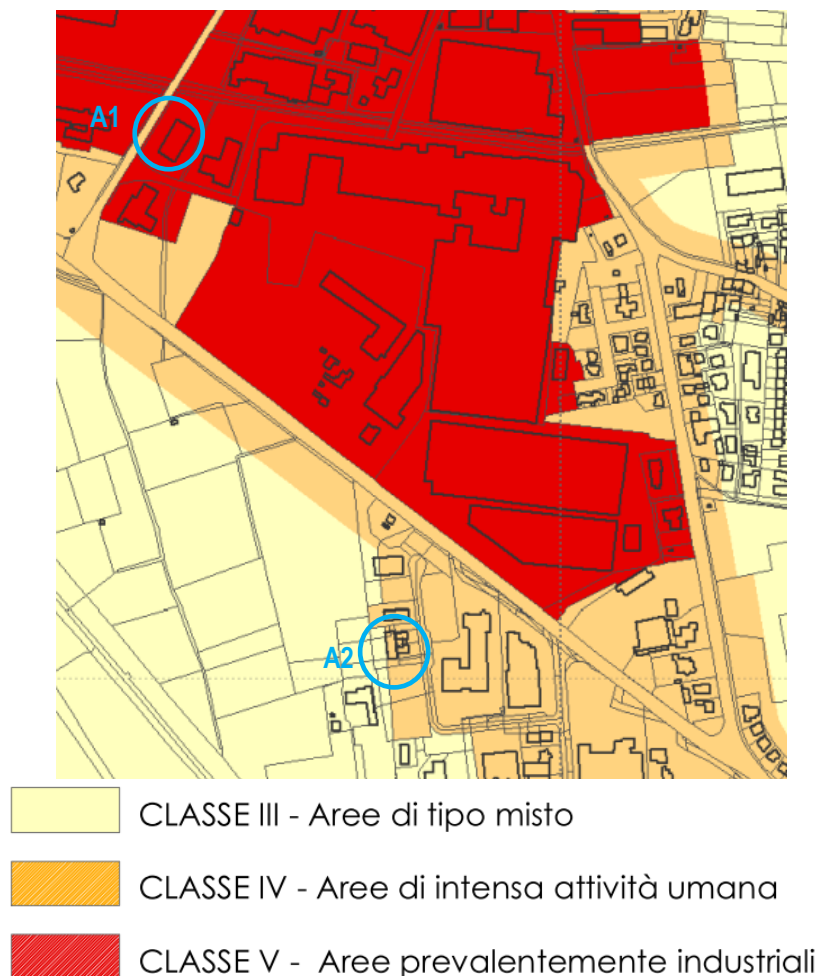 A1
A2
CLASSE III - Aree di tipo misto
CLASSE IV - Aree di intensa attività umana
CLASSE V - Aree prevalentemente industriali